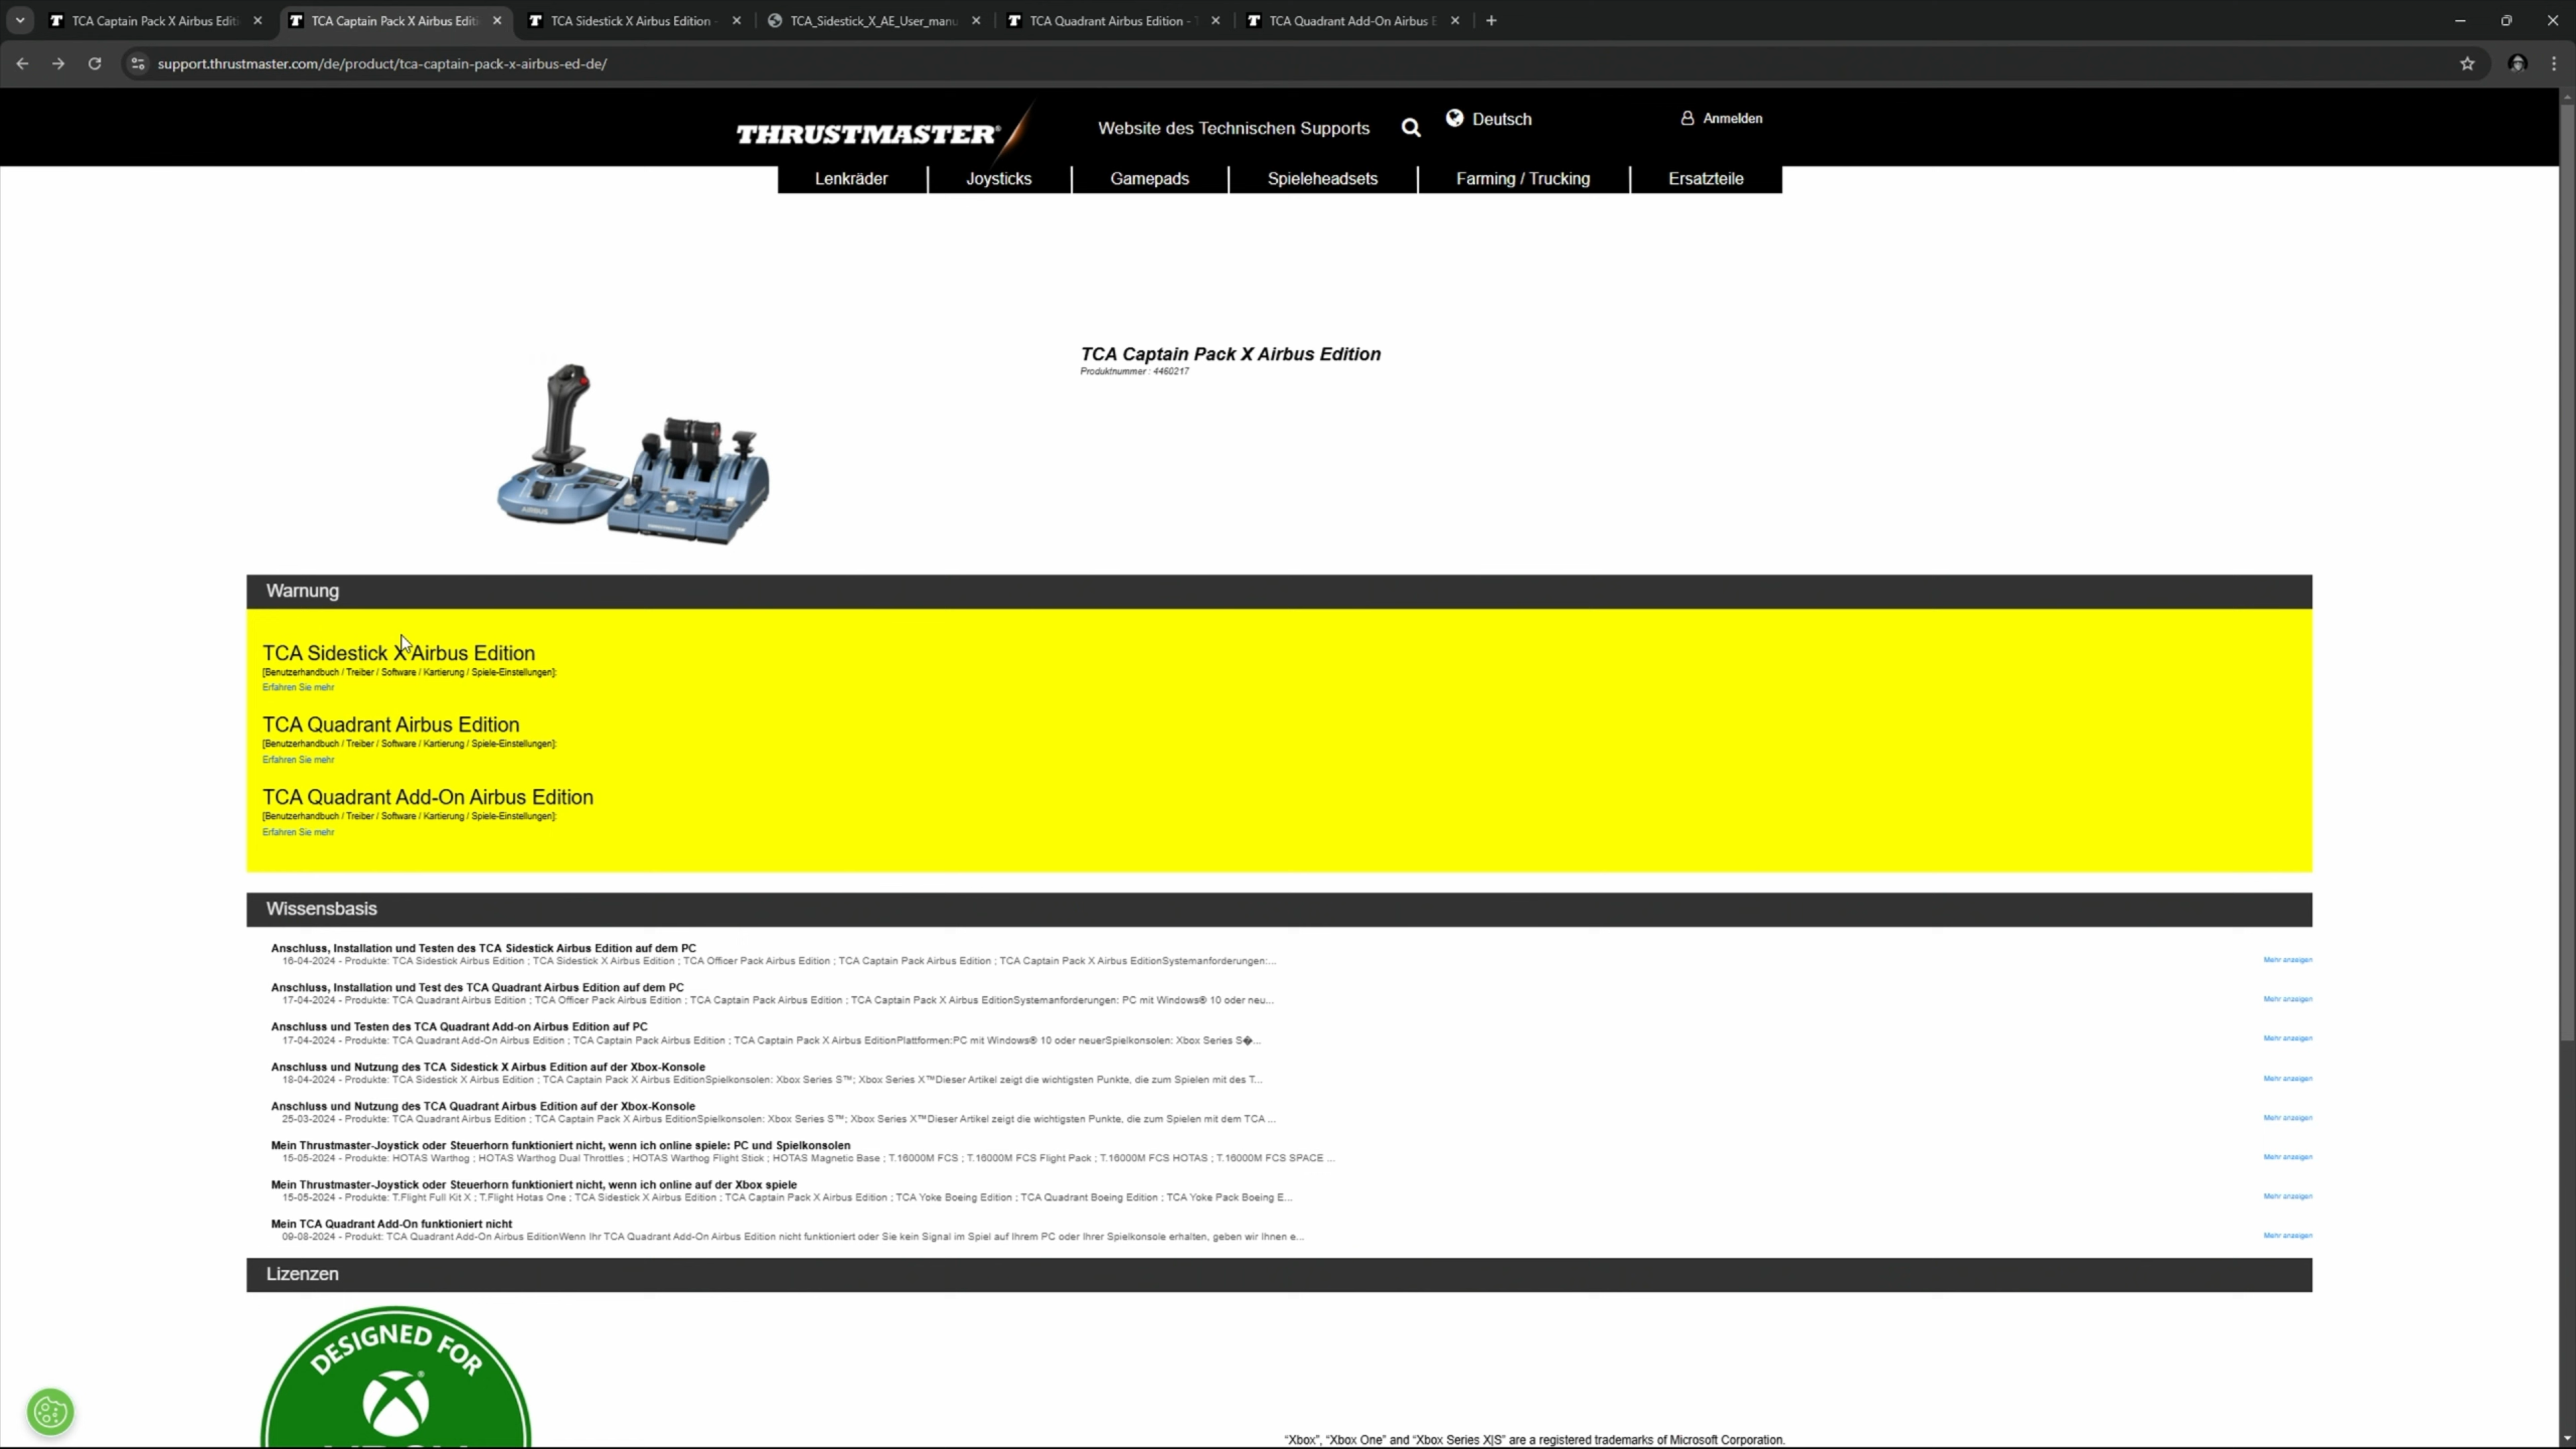 TCA Captain Pack X Airbus Editi
TCA Captain Pack X Airbus Editi
TCA Sidestick X Airbus Edition -
TCA_Sidestick_X_AE_User_manu
TCA Quadrant Airbus Edition - T
TCA Quadrant Add-On Airbus E
support.thrustmaster.com/de/product/tca-captain-pack-x-airbus-ed-de/
THRUSTMASTER®
Website des Technischen Supports
Deutsch
Anmelden
Lenkräder
Joysticks
Gamepads
Spieleheadsets
Farming / Trucking
Ersatzteile
TCA Captain Pack X Airbus Edition
Produktnummer : 4460217
AIRBUS
THRUSTMASTER
Warnung
TCA Sidestick X Airbus Edition
[Benutzerhandbuch / Treiber / Software / Kartierung / Spiele-Einstellungen]:
Erfahren Sie mehr
TCA Quadrant Airbus Edition
[Benutzerhandbuch / Treiber / Software / Kartierung / Spiele-Einstellungen]:
Erfahren Sie mehr
TCA Quadrant Add-On Airbus Edition
[Benutzerhandbuch / Treiber / Software / Kartierung / Spiele-Einstellungen]:
Erfahren Sie mehr
Wissensbasis
Anschluss, Installation und Testen des TCA Sidestick Airbus Edition auf dem PC
16-04-2024 - Produkte: TCA Sidestick Airbus Edition ; TCA Sidestick X Airbus Edition ; TCA Officer Pack Airbus Edition ; TCA Captain Pack Airbus Edition ; TCA Captain Pack X Airbus EditionSystemanforderungen:...
Mehr anzeigen
Anschluss, Installation und Test des TCA Quadrant Airbus Edition auf dem PC
17-04-2024 - Produkte: TCA Quadrant Airbus Edition ; TCA Officer Pack Airbus Edition ; TCA Captain Pack Airbus Edition ; TCA Captain Pack X Airbus EditionSystemanforderungen: PC mit Windows® 10 oder neu...
Mehr anzeigen
Anschluss und Testen des TCA Quadrant Add-on Airbus Edition auf PC
17-04-2024 - Produkte: TCA Quadrant Add-On Airbus Edition ; TCA Captain Pack Airbus Edition ; TCA Captain Pack X Airbus EditionPlattformen:PC mit Windows® 10 oder neuerSpielkonsolen: Xbox Series S�...
Mehr anzeigen
Anschluss und Nutzung des TCA Sidestick X Airbus Edition auf der Xbox-Konsole
18-04-2024 - Produkte: TCA Sidestick X Airbus Edition ; TCA Captain Pack X Airbus EditionSpielkonsolen: Xbox Series S™; Xbox Series X™Dieser Artikel zeigt die wichtigsten Punkte, die zum Spielen mit des T...
Mehr anzeigen
Anschluss und Nutzung des TCA Quadrant Airbus Edition auf der Xbox-Konsole
25-03-2024 - Produkte: TCA Quadrant Airbus Edition ; TCA Captain Pack X Airbus EditionSpielkonsolen: Xbox Series S™; Xbox Series X™Dieser Artikel zeigt die wichtigsten Punkte, die zum Spielen mit dem TCA ...
Mehr anzeigen
Mein Thrustmaster-Joystick oder Steuerhorn funktioniert nicht, wenn ich online spiele: PC und Spielkonsolen
15-05-2024 - Produkte: HOTAS Warthog ; HOTAS Warthog Dual Throttles ; HOTAS Warthog Flight Stick ; HOTAS Magnetic Base ; T.16000M FCS ; T.16000M FCS Flight Pack ; T.16000M FCS HOTAS ; T.16000M FCS SPACE ...
Mehr anzeigen
Mein Thrustmaster-Joystick oder Steuerhorn funktioniert nicht, wenn ich online auf der Xbox spiele
15-05-2024 - Produkte: T.Flight Full Kit X ; T.Flight Hotas One ; TCA Sidestick X Airbus Edition ; TCA Captain Pack X Airbus Edition ; TCA Yoke Boeing Edition ; TCA Quadrant Boeing Edition ; TCA Yoke Pack Boeing E...
Mehr anzeigen
Mein TCA Quadrant Add-On funktioniert nicht
09-08-2024 - Produkt: TCA Quadrant Add-On Airbus EditionWenn Ihr TCA Quadrant Add-On Airbus Edition nicht funktioniert oder Sie kein Signal im Spiel auf Ihrem PC oder Ihrer Spielkonsole erhalten, geben wir Ihnen e...
Mehr anzeigen
Lizenzen
DESIGNED FOR
XBOX
"Xbox", "Xbox One" and "Xbox Series X|S" are a registered trademarks of Microsoft Corporation.